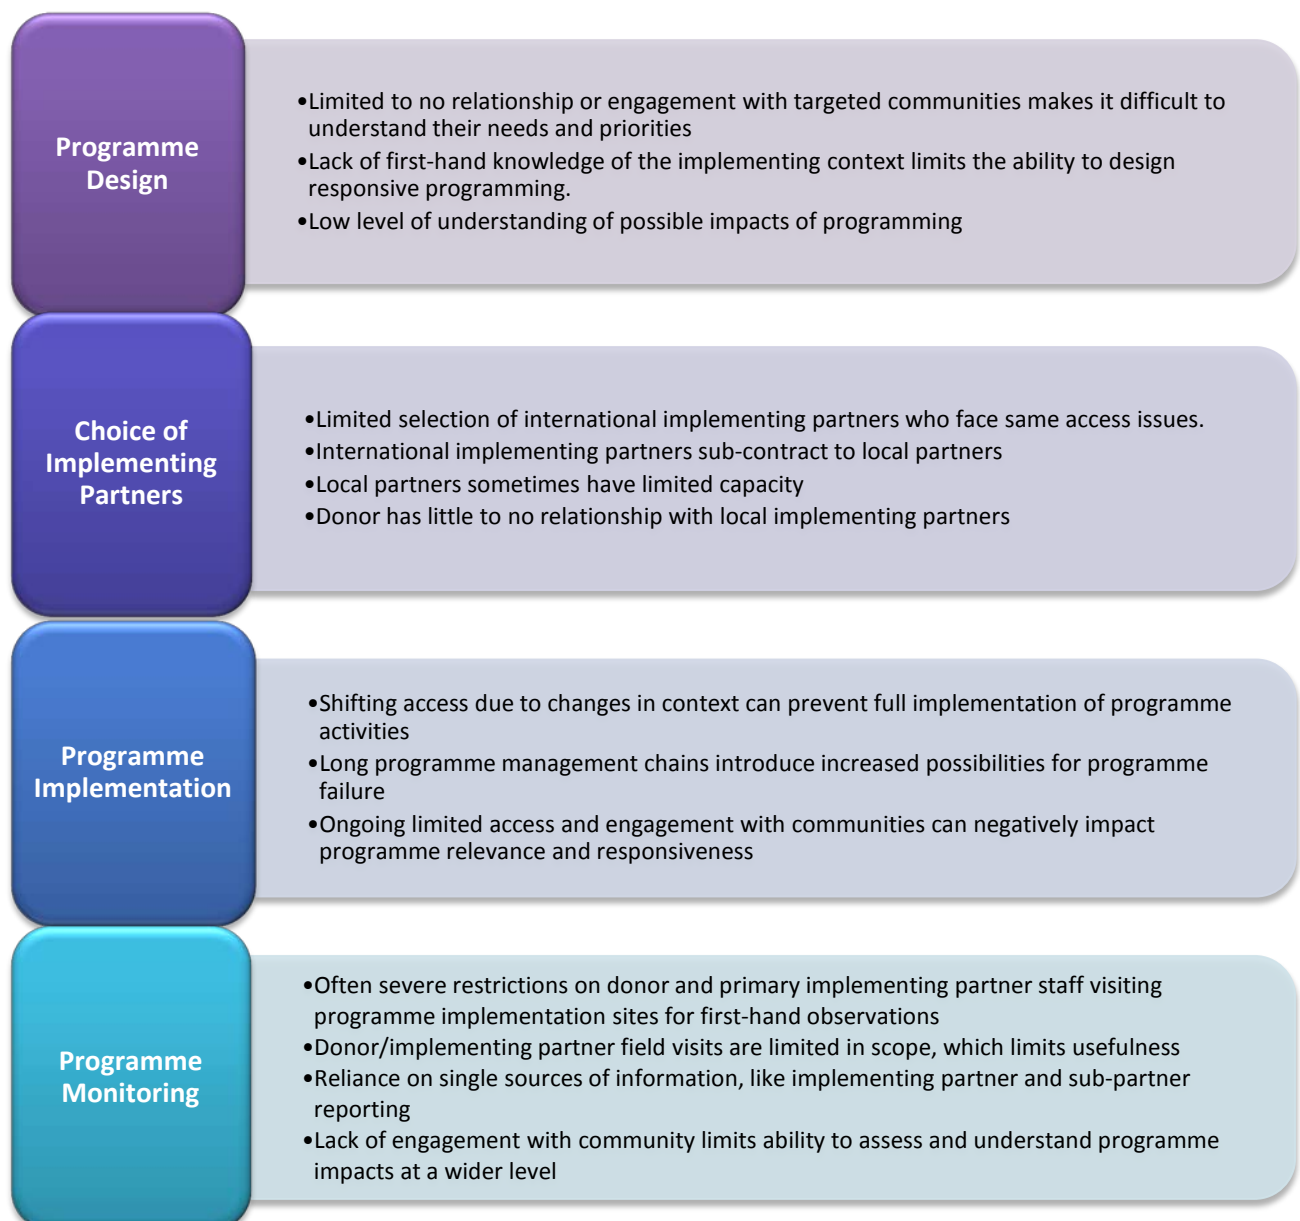 Programme
Design
•Limited to no relationship or engagement with targeted communities makes it difficult to
understand their needs and priorities
•Lack of first-hand knowledge of the implementing context limits the ability to design
responsive programming.
•Low level of understanding of possible impacts of programming
Choice of
Implementing
Partners
•Limited selection of international implementing partners who face same access issues.
•International implementing partners sub-contract to local partners
•Local partners sometimes have limited capacity
•Donor has little to no relationship with local implementing partners
Programme
Implementation
•Shifting access due to changes in context can prevent full implementation of programme
activities
•Long programme management chains introduce increased possibilities for programme
failure
•Ongoing limited access and engagement with communities can negatively impact
programme relevance and responsiveness
Programme
Monitoring
•Often severe restrictions on donor and primary implementing partner staff visiting
programme implementation sites for first-hand observations
•Donor/implementing partner field visits are limited in scope, which limits usefulness
•Reliance on single sources of information, like implementing partner and sub-partner
reporting
•Lack of engagement with community limits ability to assess and understand programme
impacts at a wider level